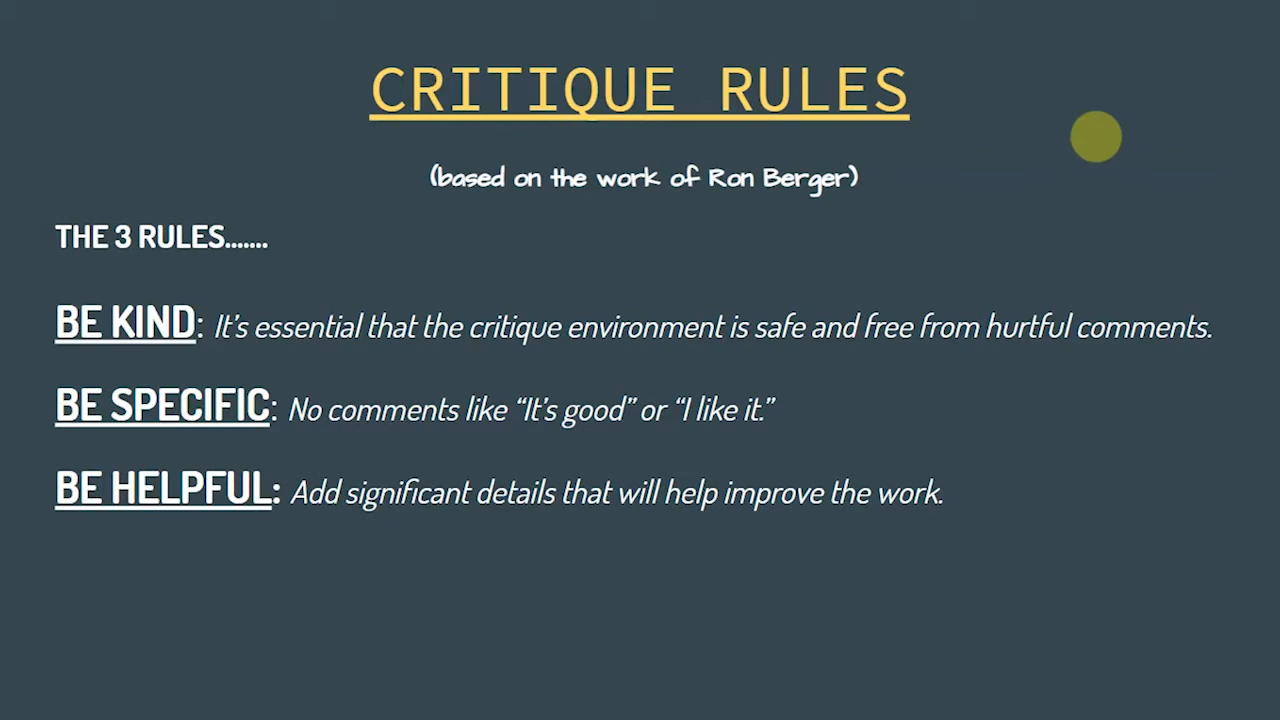 CRITIQUE RULES
(based on the work of Ron Berger)
THE 3 RULES.......
BE KIND: It’s essential that the critique environment is safe and free from hurtful comments.
BE SPECIFIC: No comments like “It’s good” or “I like it.”
BE HELPFUL: Add significant details that will help improve the work.